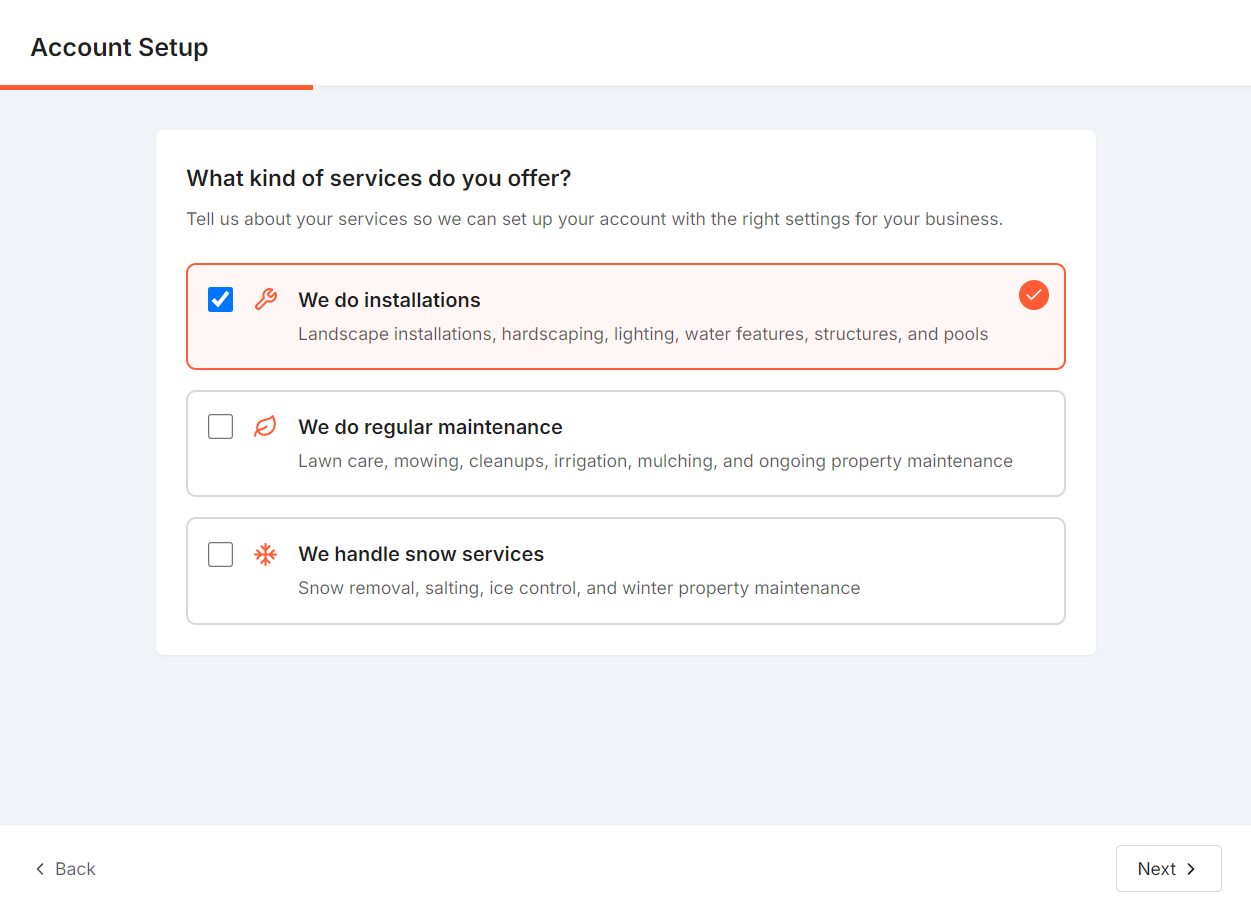 Account Setup
What kind of services do you offer?
Tell us about your services so we can set up your account with the right settings for your business.
We do installations
Landscape installations, hardscaping, lighting, water features, structures, and pools
We do regular maintenance
Lawn care, mowing, cleanups, irrigation, mulching, and ongoing property maintenance
We handle snow services
Snow removal, salting, ice control, and winter property maintenance
Back
Next